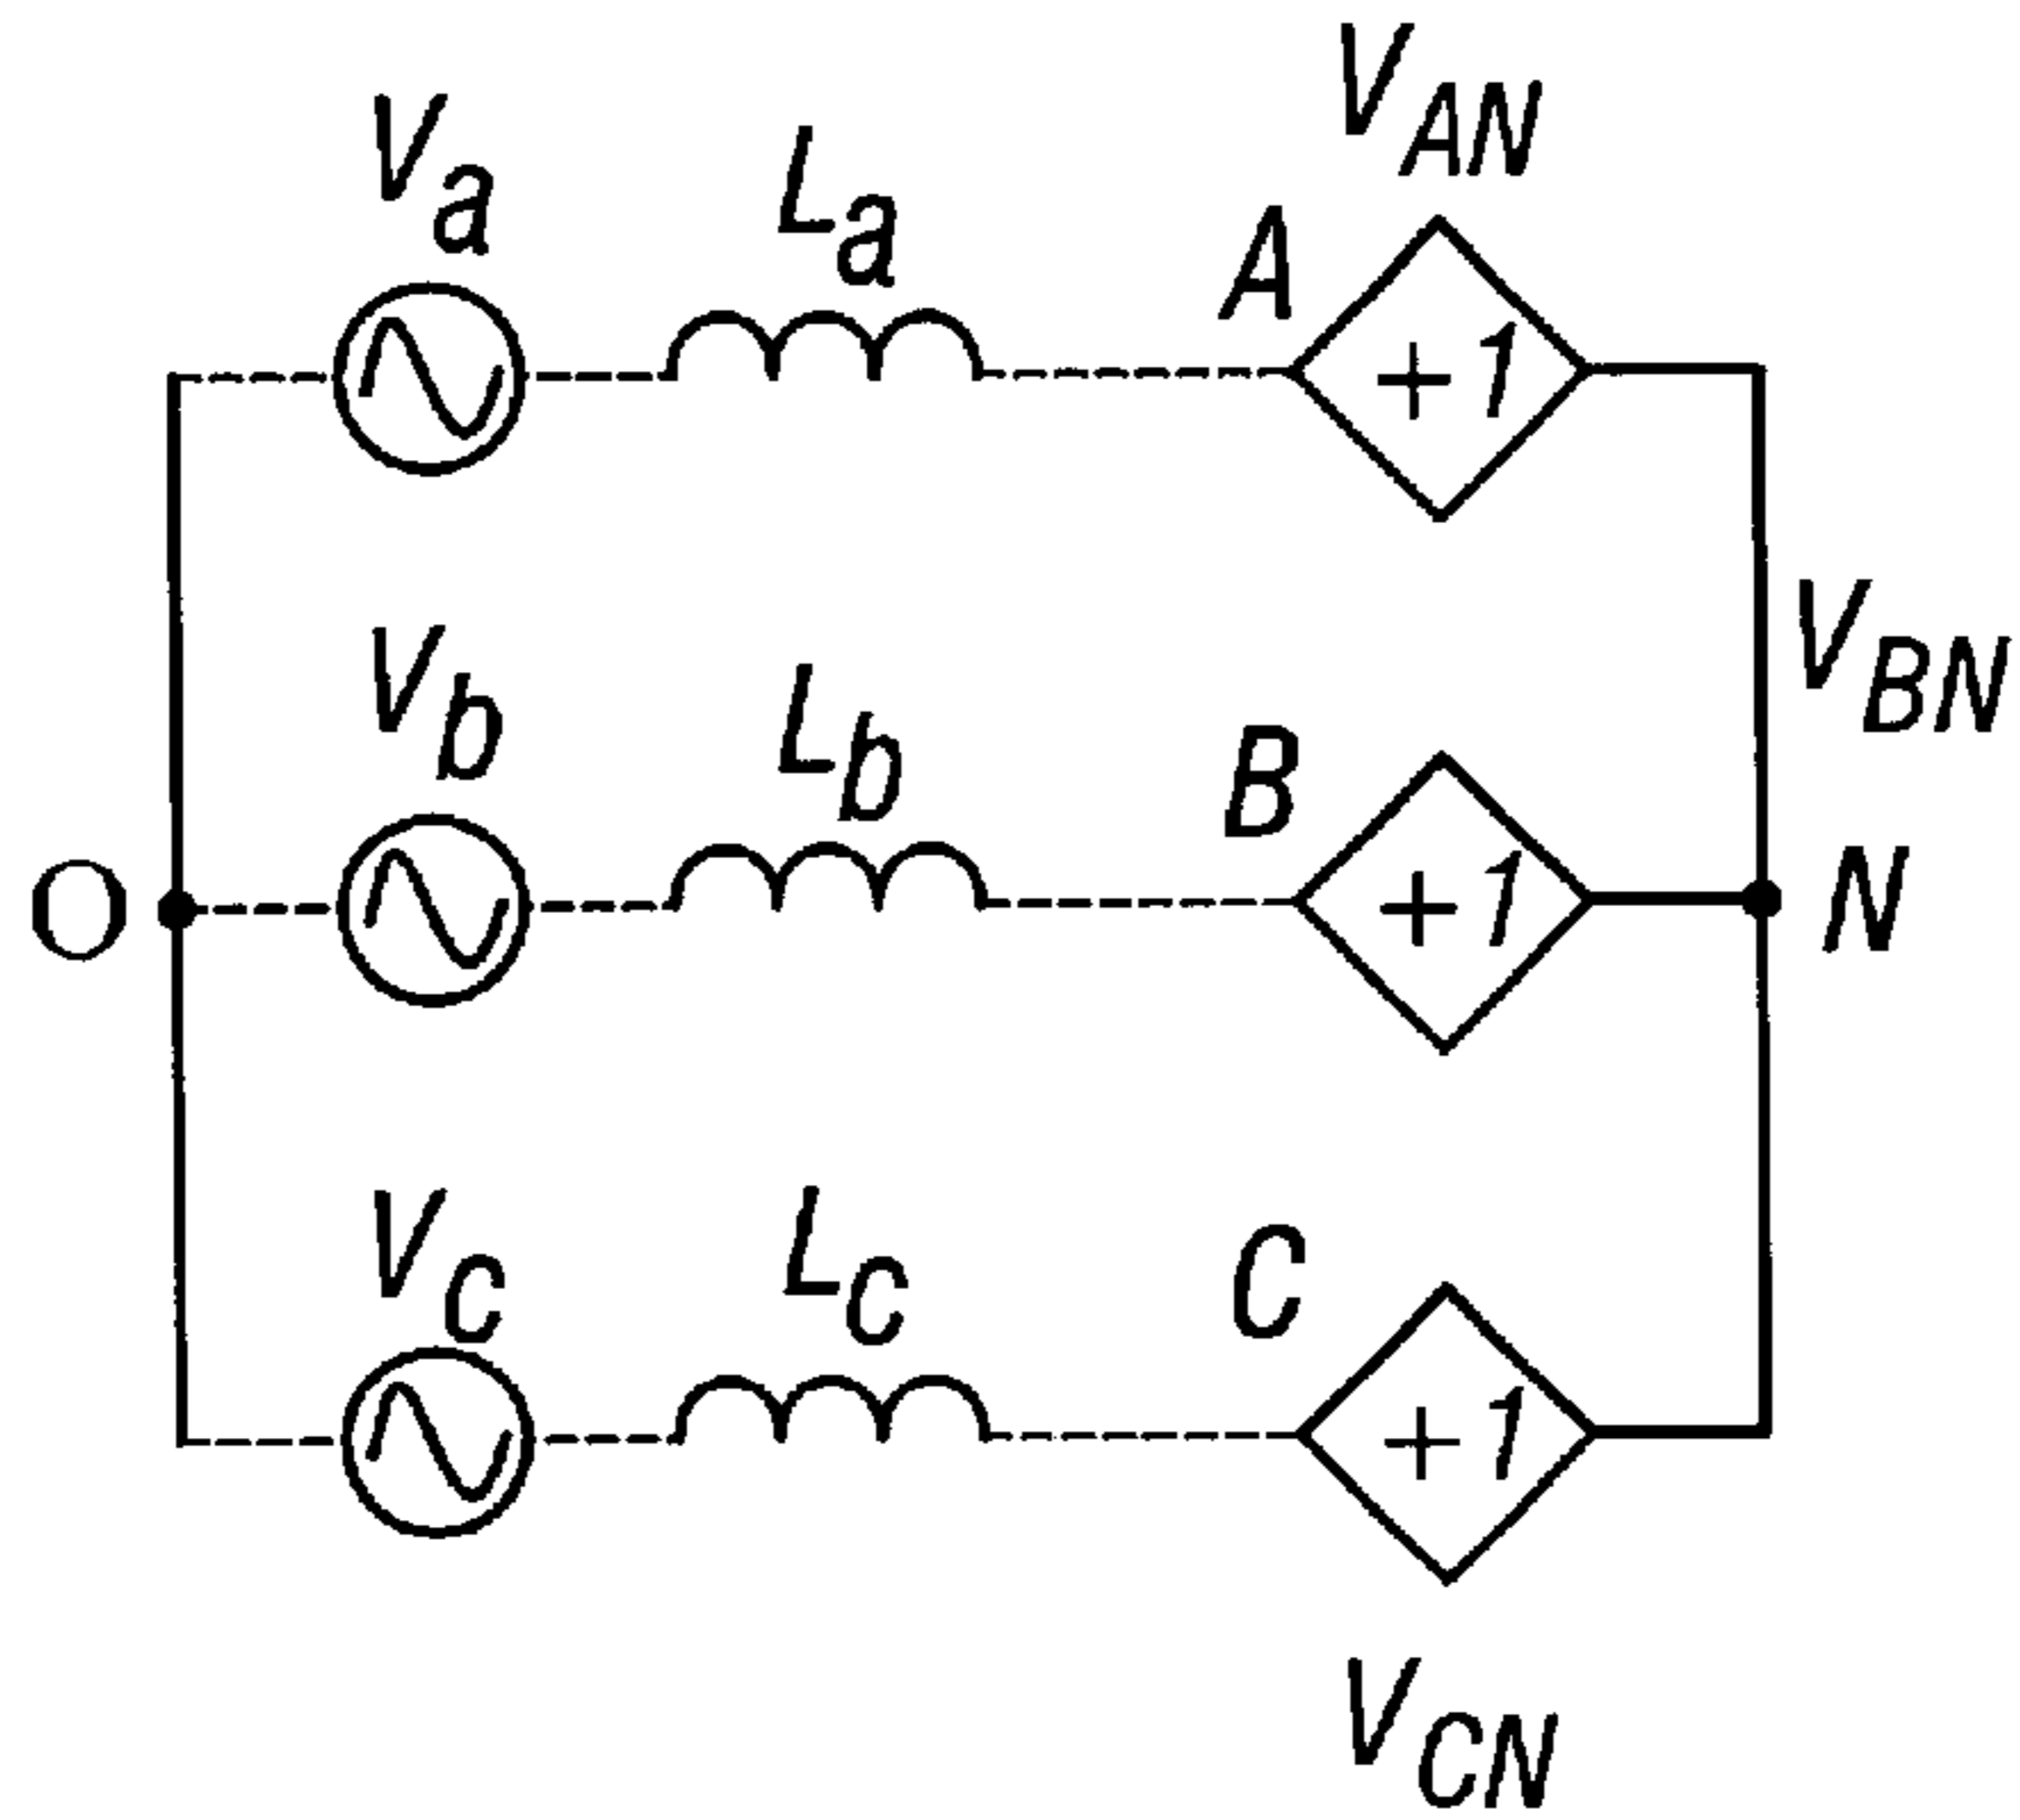 V_AN
V_a
L_a
A
+ 1
V_BN
V_b
L_b
B
O
+ 1
N
V_c
L_c
C
+ 1
V_CN